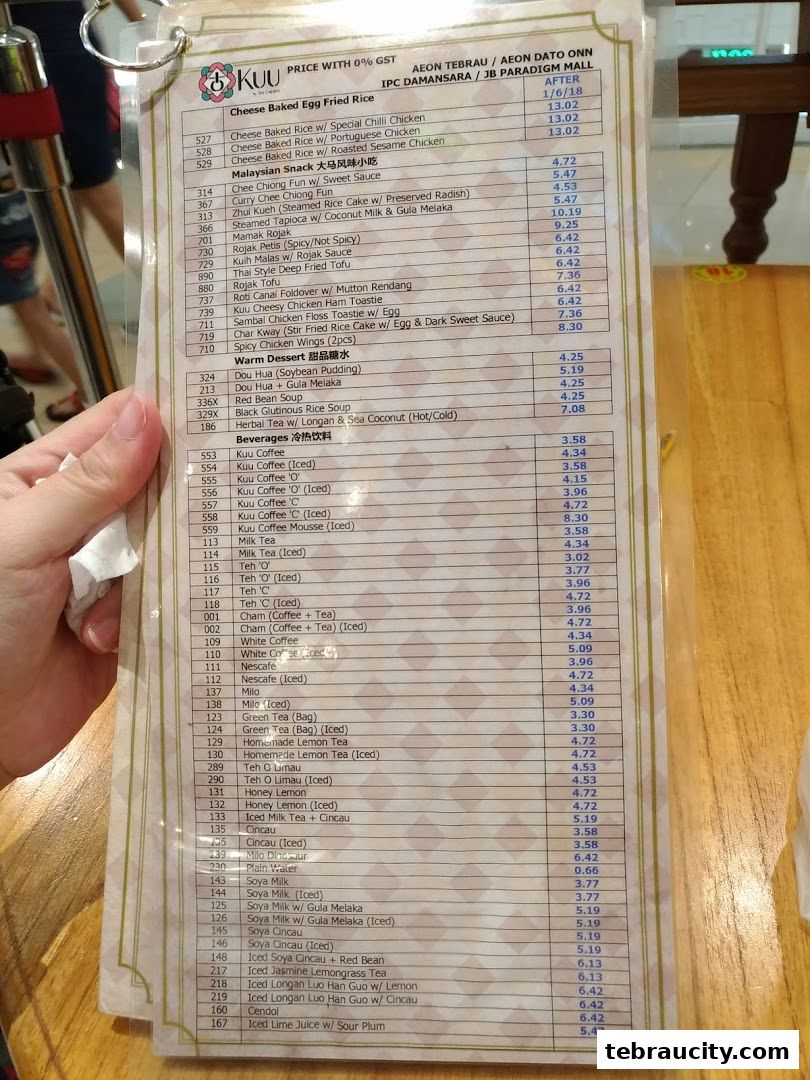 KUU PRICE WITH 0% GST AEON TEBRAU / AEON DATO ONN
by Tea Garden IPC DAMANSARA / JB PARADIGM MALL
AFTER
Cheese Baked Egg Fried Rice 1/6/18
527 Cheese Baked Rice w/ Special Chilli Chicken 13.02
528 Cheese Baked Rice w/ Portuguese Chicken 13.02
529 Cheese Baked Rice w/ Roasted Sesame Chicken 13.02
Malaysian Snack 大马风味小吃
314 Chee Chiong Fun w/ Sweet Sauce 4.72
367 Curry Chee Chiong Fun 5.47
313 Zhui Kueh (Steamed Rice Cake w/ Preserved Radish) 4.53
366 Steamed Tapioca w/ Coconut Milk & Gula Melaka 5.47
701 Mamak Rojak 10.19
730 Rojak Petis (Spicy/Not Spicy) 9.25
729 Kuih Malas w/ Rojak Sauce 6.42
890 Thai Style Deep Fried Tofu 6.42
880 Rojak Tofu 6.42
737 Roti Canai Foldover w/ Mutton Rendang 7.36
739 Kuu Cheesy Chicken Ham Toastie 6.42
711 Sambal Chicken Floss Toastie w/ Egg 6.42
719 Char Kway (Stir Fried Rice Cake w/ Egg & Dark Sweet Sauce) 7.36
710 Spicy Chicken Wings (2pcs) 8.30
Warm Dessert 甜品糖水
324 Dou Hua (Soybean Pudding) 4.25
213 Dou Hua + Gula Melaka 5.19
336X Red Bean Soup 4.25
329X Black Glutinous Rice Soup 4.25
186 Herbal Tea w/ Longan & Sea Coconut (Hot/Cold) 7.08
Beverages 冷热饮料
553 Kuu Coffee 3.58
554 Kuu Coffee (Iced) 4.34
555 Kuu Coffee 'O' 3.58
556 Kuu Coffee 'O' (Iced) 4.15
557 Kuu Coffee 'C' 3.96
558 Kuu Coffee 'C' (Iced) 4.72
559 Kuu Coffee Mousse (Iced) 8.30
113 Milk Tea 3.58
114 Milk Tea (Iced) 4.34
115 Teh 'O' 3.02
116 Teh 'O' (Iced) 3.77
117 Teh 'C' 3.96
118 Teh 'C' (Iced) 4.72
001 Cham (Coffee + Tea) 3.96
002 Cham (Coffee + Tea) (Iced) 4.72
109 White Coffee 4.34
110 White Coffee (Iced) 5.09
111 Nescafe 3.96
112 Nescafe (Iced) 4.72
137 Milo 4.34
138 Milo (Iced) 5.09
123 Green Tea (Bag) 3.30
124 Green Tea (Bag) (Iced) 3.30
129 Homemade Lemon Tea 4.72
130 Homemade Lemon Tea (Iced) 4.72
289 Teh O Limau 4.53
290 Teh O Limau (Iced) 4.53
131 Honey Lemon 4.72
132 Honey Lemon (Iced) 4.72
133 Iced Milk Tea + Cincau 5.19
135 Cincau 3.58
136 Cincau (Iced) 3.58
239 Milo Dinosaur 6.42
230 Plain Water 0.66
143 Soya Milk 3.77
144 Soya Milk (Iced) 3.77
125 Soya Milk w/ Gula Melaka 5.19
126 Soya Milk w/ Gula Melaka (Iced) 5.19
145 Soya Cincau 5.19
146 Soya Cincau (Iced) 5.19
148 Iced Soya Cincau + Red Bean 6.13
217 Iced Jasmine Lemongrass Tea 6.13
218 Iced Longan Luo Han Guo w/ Lemon 6.42
219 Iced Longan Luo Han Guo w/ Cincau 6.42
160 Cendol 6.42
167 Iced Lime Juice w/ Sour Plum
tebraucity.com